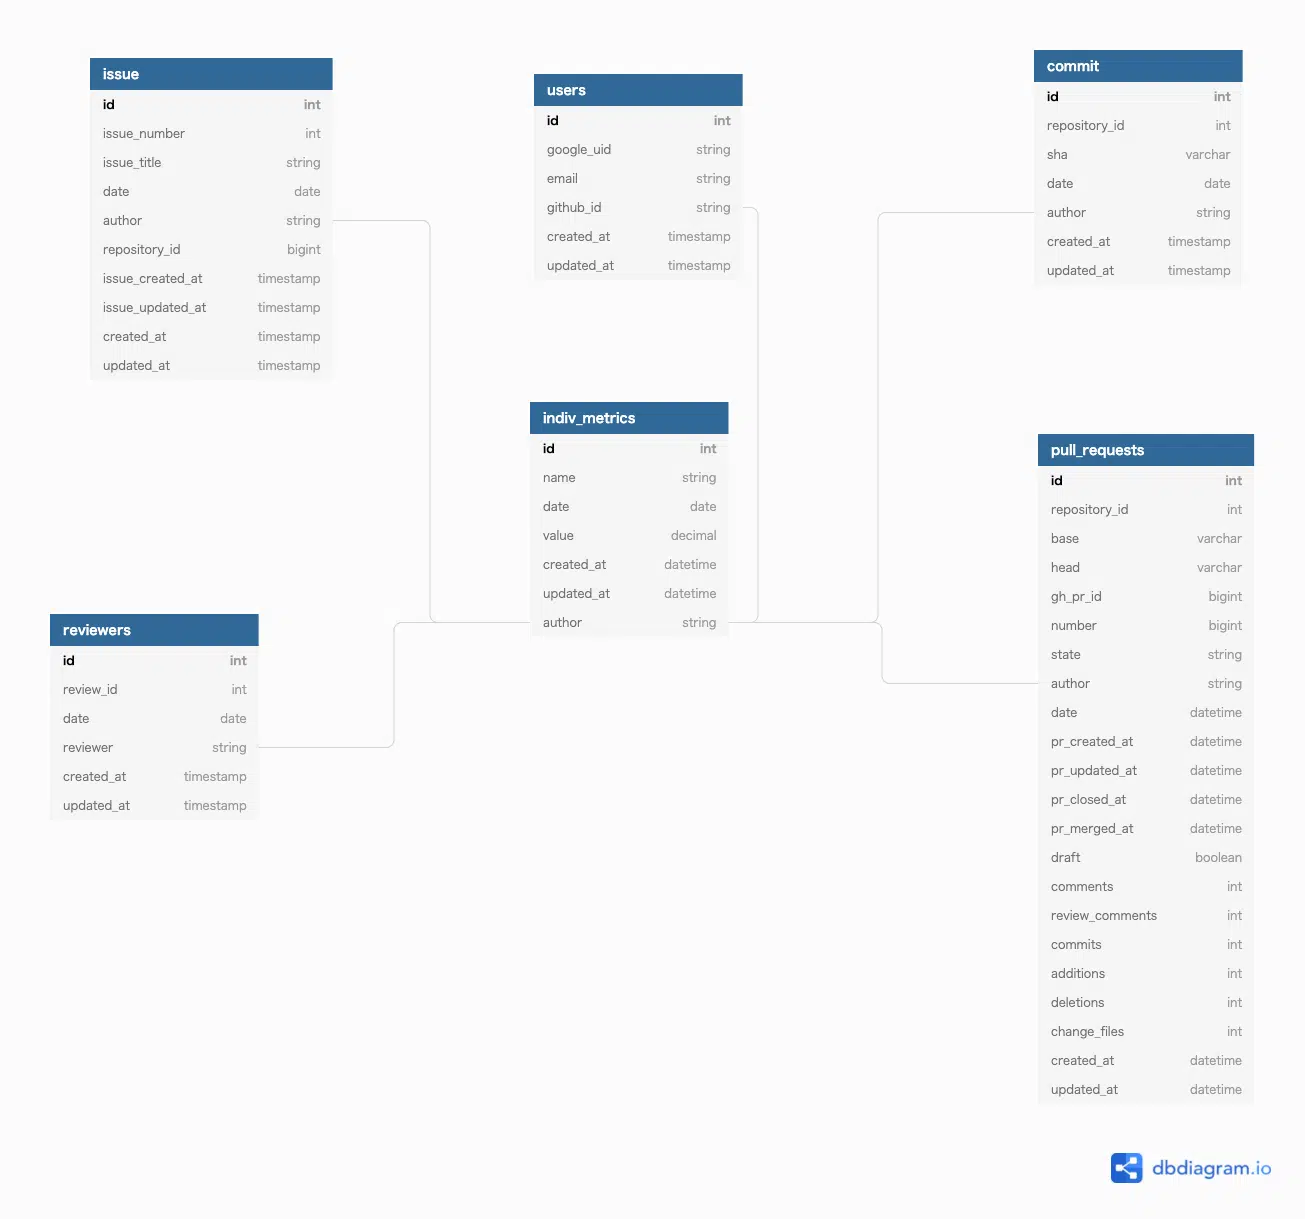 issue
id int
issue_number int
issue_title string
date date
author string
repository_id bigint
issue_created_at timestamp
issue_updated_at timestamp
created_at timestamp
updated_at timestamp
users
id int
google_uid string
email string
github_id string
created_at timestamp
updated_at timestamp
commit
id int
repository_id int
sha varchar
date date
author string
created_at timestamp
updated_at timestamp
indiv_metrics
id int
name string
date date
value decimal
created_at datetime
updated_at datetime
author string
reviewers
id int
review_id int
date date
reviewer string
created_at timestamp
updated_at timestamp
pull_requests
id int
repository_id int
base varchar
head varchar
gh_pr_id bigint
number bigint
state string
author string
date datetime
pr_created_at datetime
pr_updated_at datetime
pr_closed_at datetime
pr_merged_at datetime
draft boolean
comments int
review_comments int
commits int
additions int
deletions int
change_files int
created_at datetime
updated_at datetime
dbdiagram.io